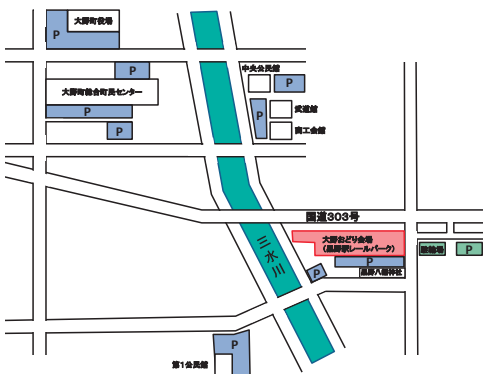 大野町役場
P
P
大野町総合町民センター
P
P
中央公民館
P
P
武道館
商工会館
国道303号
三水川
大野おどり会場
(黒野駅レールパーク)
P
P
黒野八幡神社
駐輪場
P
P
第1公民館